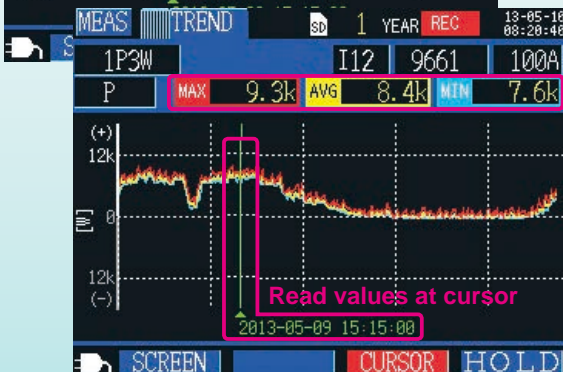 MEAS TREND SD 1 YEAR REC 13-05-10
08:20:40
1P3W I12 9661 100A
P MAX 9.3k AVG 8.4k MIN 7.6k
(+)
12k
[W] 0
12k
(-)
Read values at cursor
2013-05-09 15:15:00
SCREEN CURSOR HOLD